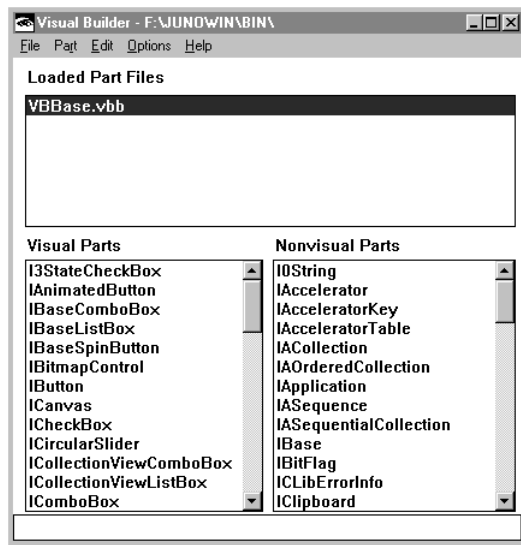 Visual Builder - F:\JUNOWIN\BIN\
File Part Edit Options Help
Loaded Part Files
VBBase.vbb
Visual Parts
I3StateCheckBox
IAnimatedButton
IBaseComboBox
IBaseListBox
IBaseSpinButton
IBitmapControl
IButton
ICanvas
ICheckBox
ICircularSlider
ICollectionViewComboBox
ICollectionViewListBox
IComboBox
Nonvisual Parts
I0String
IAccelerator
IAcceleratorKey
IAcceleratorTable
IACollection
IAOrderedCollection
IApplication
IASequence
IASequentialCollection
IBase
IBitFlag
ICLibErrorInfo
IClipboard